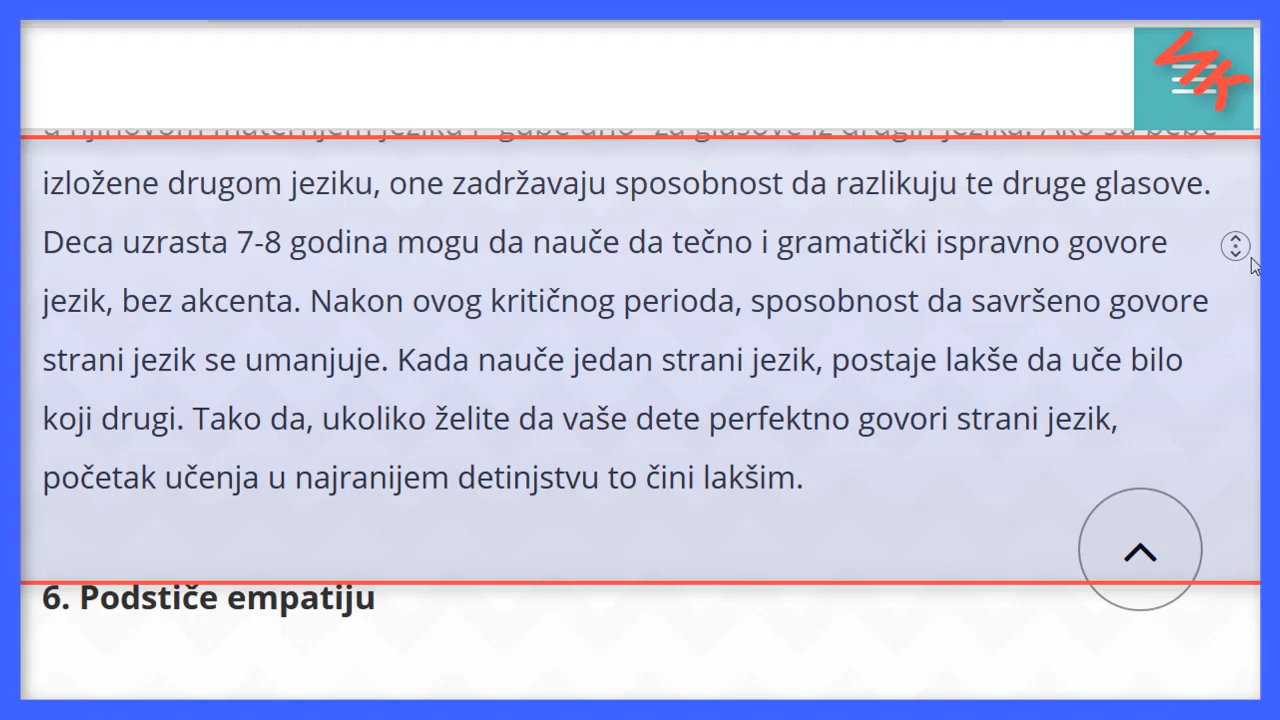 VK
izložene drugom jeziku, one zadržavaju sposobnost da razlikuju te druge glasove.
Deca uzrasta 7-8 godina mogu da nauče da tečno i gramatički ispravno govore
jezik, bez akcenta. Nakon ovog kritičnog perioda, sposobnost da savršeno govore
strani jezik se umanjuje. Kada nauče jedan strani jezik, postaje lakše da uče bilo
koji drugi. Tako da, ukoliko želite da vaše dete perfektno govori strani jezik,
početak učenja u najranijem detinjstvu to čini lakšim.
6. Podstiče empatiju